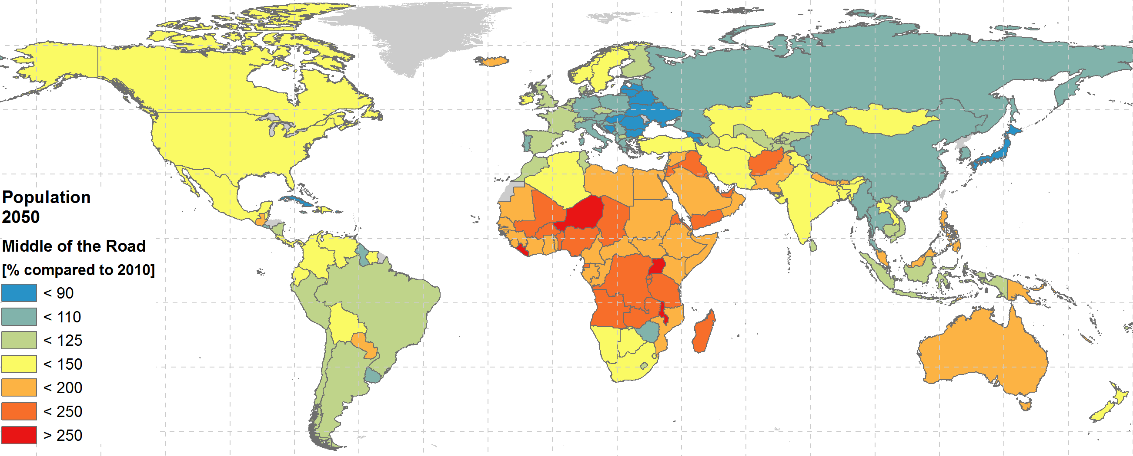 Population
2050
Middle of the Road
[% compared to 2010]
< 90
< 110
< 125
< 150
< 200
< 250
> 250